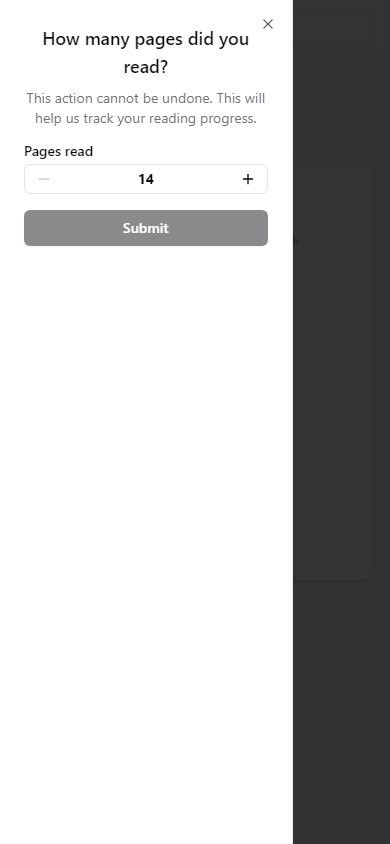 How many pages did you
read?
This action cannot be undone. This will
help us track your reading progress.
Pages read
14
Submit
s.